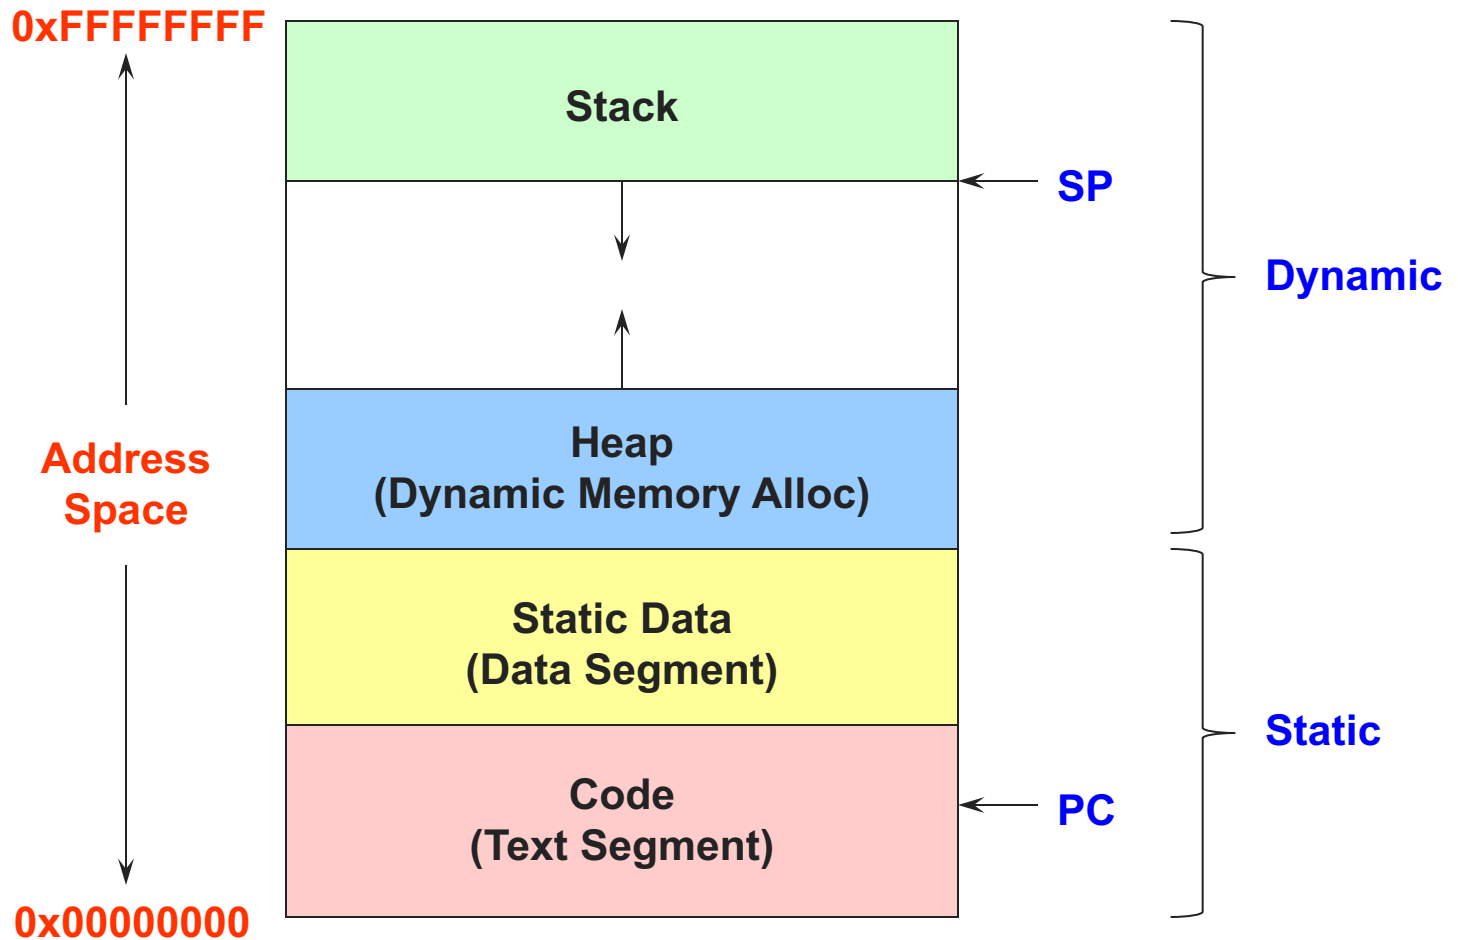 0xFFFFFFFF
Stack
SP
Dynamic
Heap
(Dynamic Memory Alloc)
Address
Space
Static Data
(Data Segment)
Static
Code
(Text Segment)
PC
0x00000000